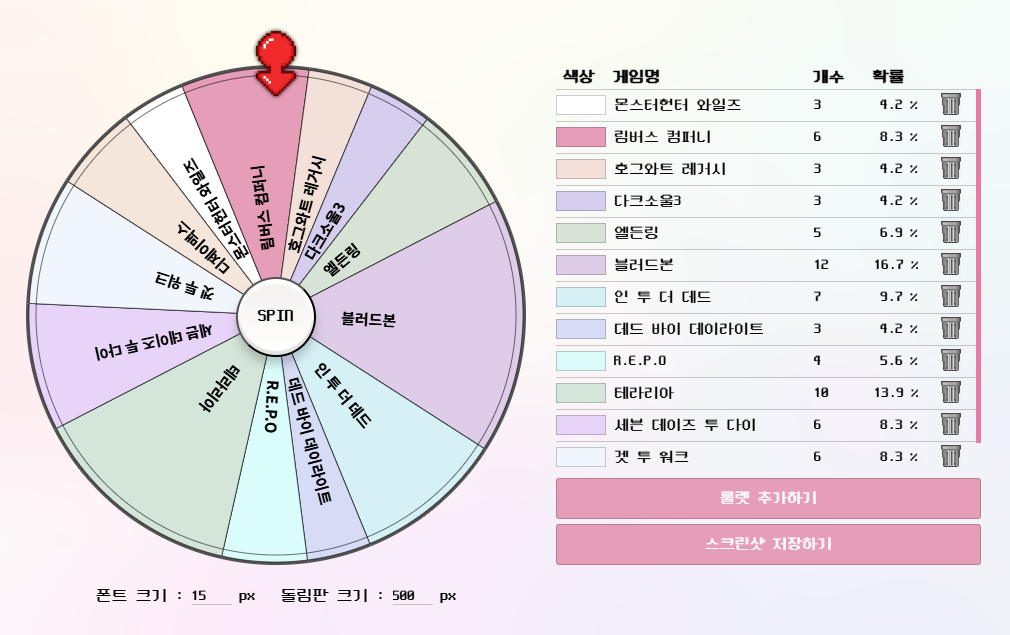 색상 게임명 개수 확률
몬스터헌터 와일즈 3 4.2 %
림버스 컴퍼니 6 8.3 %
호그와트 레거시 3 4.2 %
다크소울3 3 4.2 %
엘든링 5 6.9 %
블러드본 12 16.7 %
인 투 더 데드 7 9.7 %
데드 바이 데이라이트 3 4.2 %
R.E.P.O 4 5.6 %
테라리아 10 13.9 %
세븐 데이즈 투 다이 6 8.3 %
겟 투 워크 6 8.3 %
룰렛 추가하기
스크린샷 저장하기
림버스 컴퍼니
호그와트 레거시
다크소울3
엘든링
블러드본
인 투 더 데드
데드 바이 데이라이트
R.E.P.O
테라리아
세븐 데이즈 투 다이
겟 투 워크
디제이맥스
몬스터헌터 와일즈
SPIN
폰트 크기 : 15 px 돌림판 크기 : 500 px